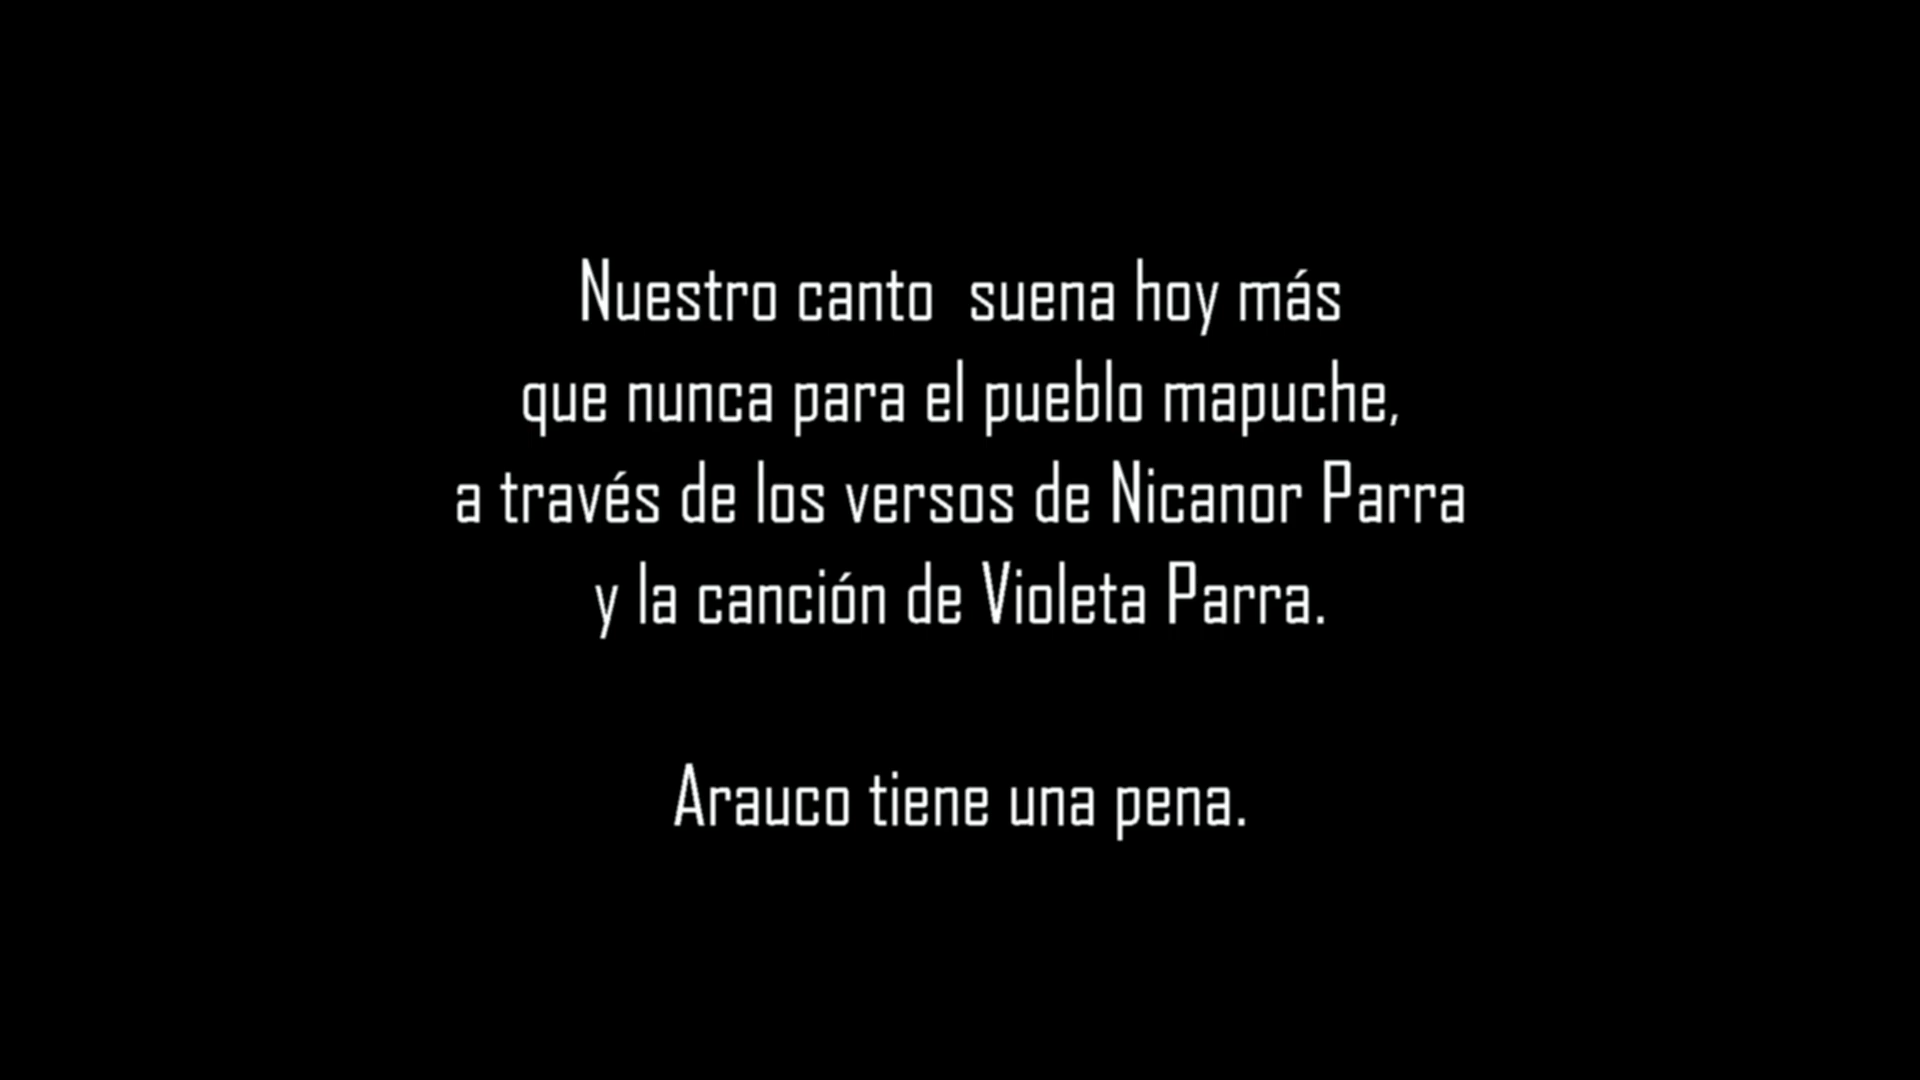 Nuestro canto suena hoy más
que nunca para el pueblo mapuche,
a través de los versos de Nicanor Parra
y la canción de Violeta Parra.
Arauco tiene una pena.